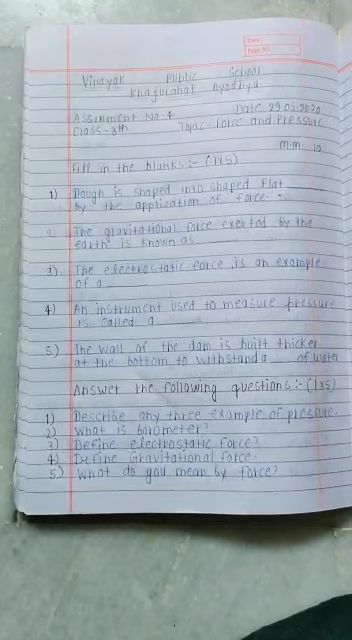 Date
Page No.
Vinayak Public School
Khajurahat Ayodhya
Assinment No.4 Date 29.05.2020
Class-8th Topic-Force and Pressure
M.M. 10
Fill in the blanks:- (1x5)
1) Dough is shaped into shaped flat
by the application of force.
2 The gravitational force exerted by the
earth is known as
3) The electrostatic force is an example
of a
4) An instrument used to measure pressure
is called a
5) The wall of the dam is built thicker
at the bottom to withstand a of water
Answer the following questions:- (1x5)
1) Describe any three example of pressure.
2) What is barometer?
3) Define electrostatic force?
4) Define Gravitational force.
5) What do you mean by force?